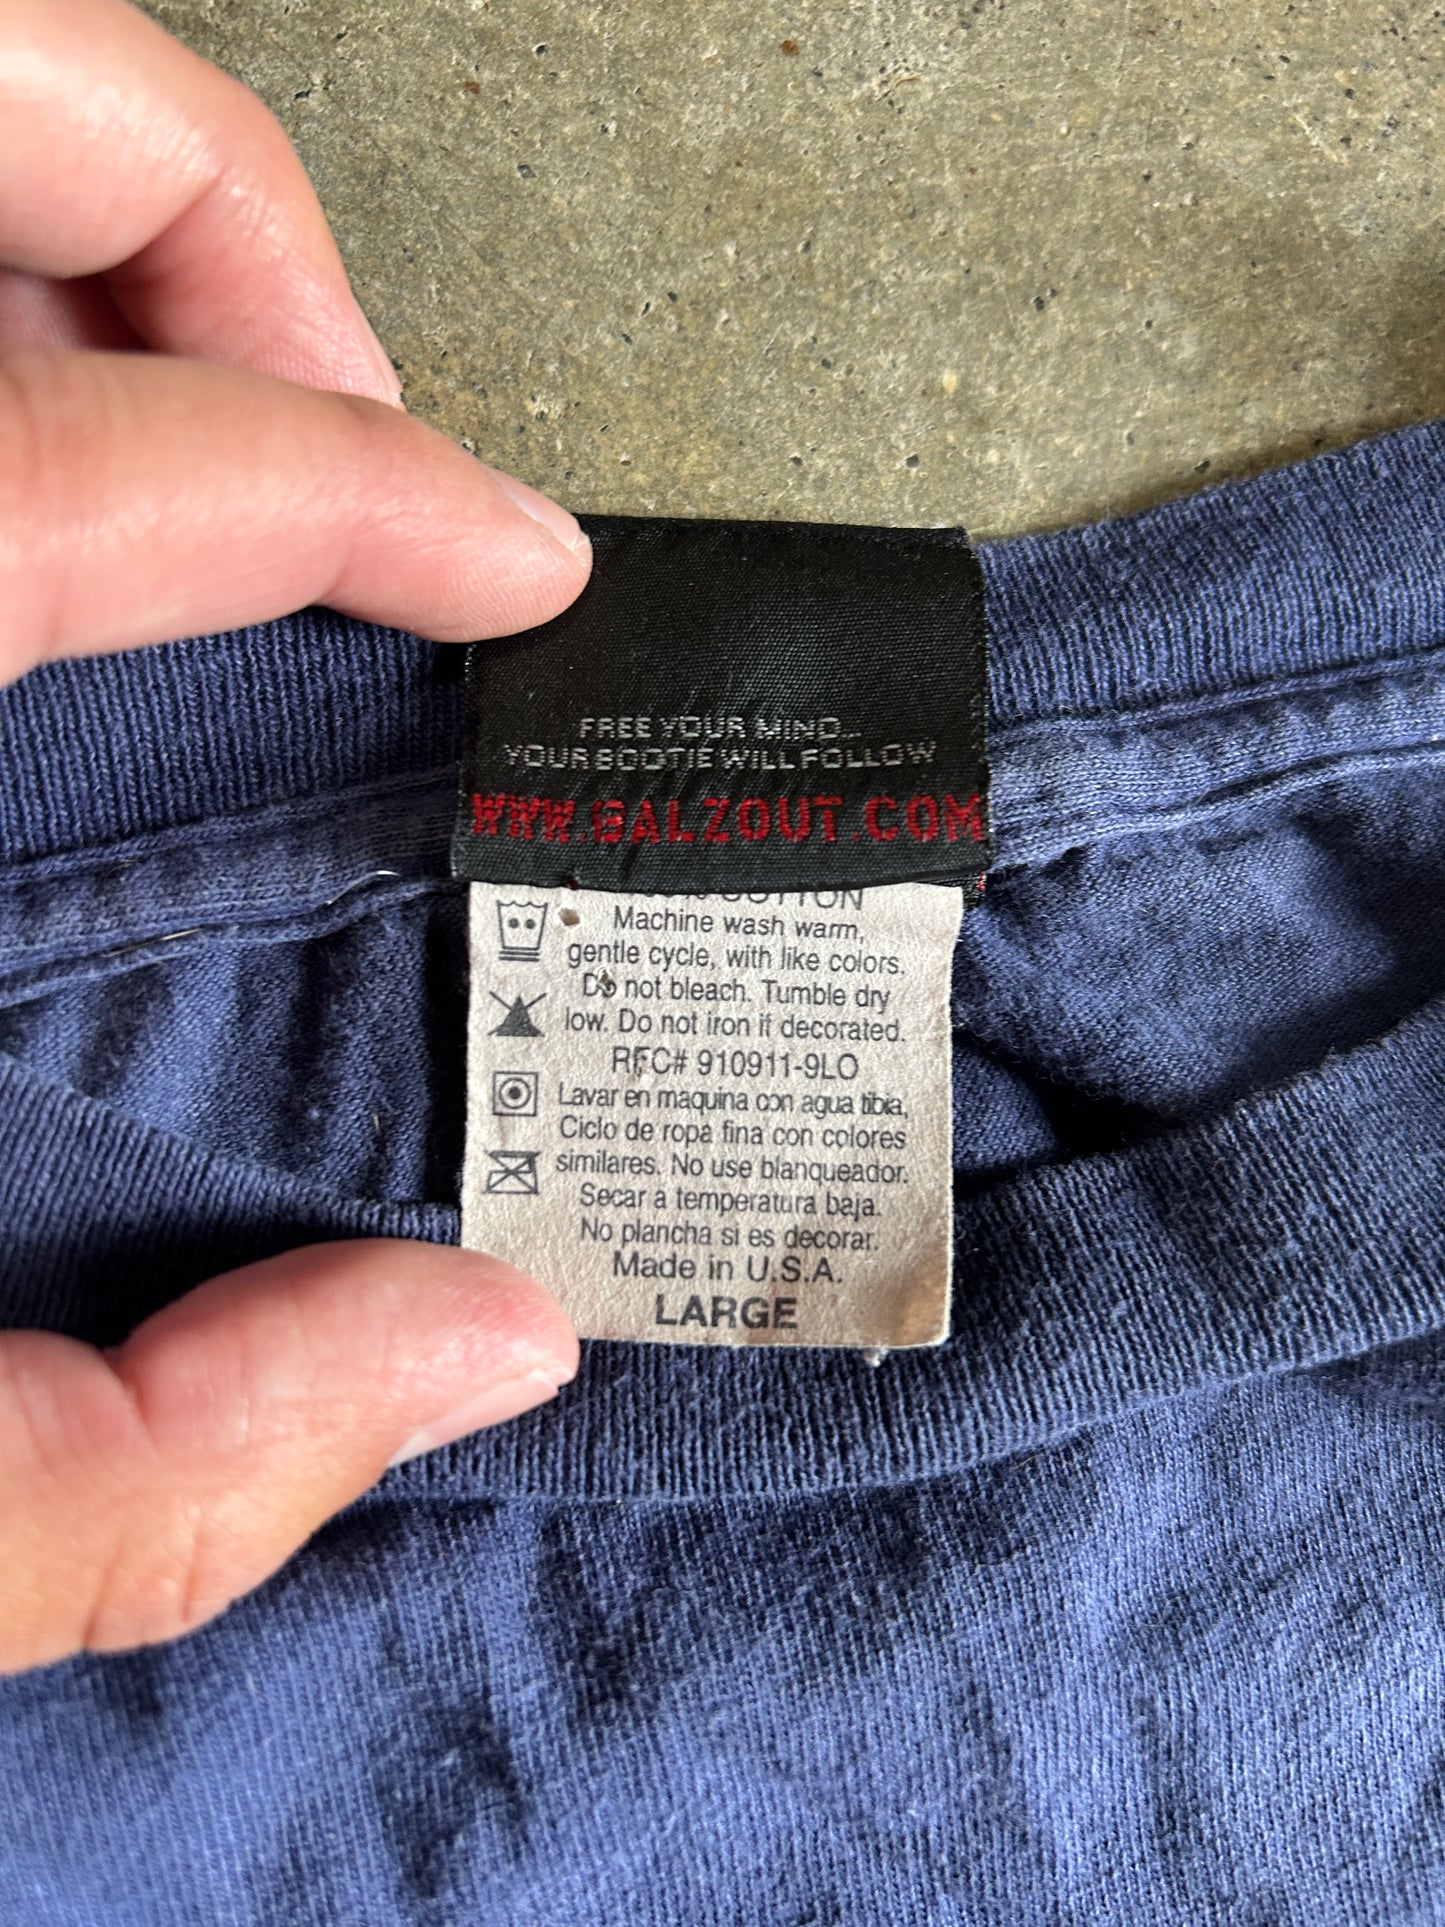 FREE YOUR MIND...
YOUR BOOTIE WILL FOLLOW
WWW.BALZOUT.COM
% COTTON
Machine wash warm,
gentle cycle, with like colors.
Do not bleach. Tumble dry
low. Do not iron if decorated.
RFC# 910911-9LO
Lavar en maquina con agua tibia,
Ciclo de ropa fina con colores
similares. No use blanqueador.
Secar a temperatura baja.
No plancha si es decorar.
Made in U.S.A.
LARGE